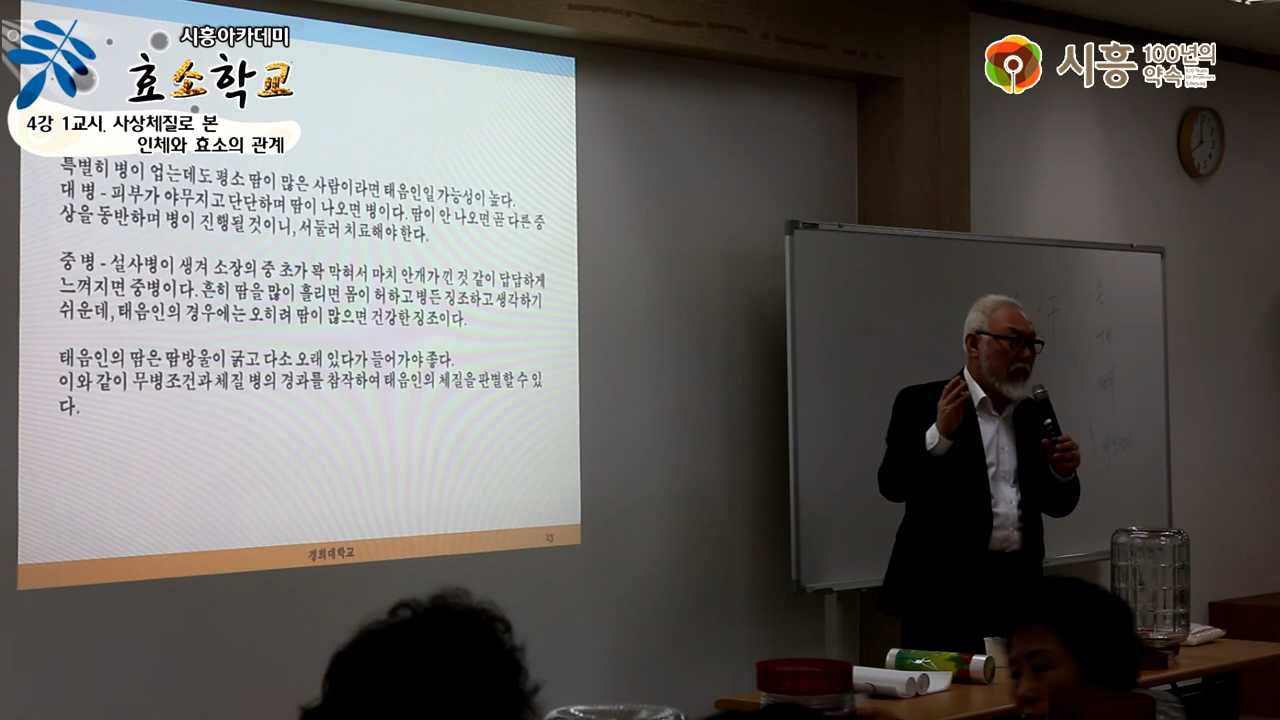 시흥아카데미
효소학교
4강 1교시. 사상체질로 본
인체와 효소의 관계
시흥 100년의
약속
특별히 병이 없는데도 평소 땀이 많은 사람이라면 태음인일 가능성이 높다.
대 병 - 피부가 야무지고 단단하며 땀이 나오면 병이다. 땀이 안 나오면 곧 다른 증
상을 동반하며 병이 진행될 것이니, 서둘러 치료해야 한다.
중 병 - 설사병이 생겨 소장의 중 초가 꽉 막혀서 마치 안개가 낀 것 같이 답답하게
느껴지면 중병이다. 흔히 땀을 많이 흘리면 몸이 허하고 병든 징조하고 생각하기
쉬운데, 태음인의 경우에는 오히려 땀이 많으면 건강한 징조이다.
태음인의 땀은 땀방울이 굵고 다소 오래 있다가 들어가야 좋다.
이와 같이 무병조건과 체질 병의 경과를 참작하여 태음인의 체질을 판별할 수 있
다.
경희대학교
23